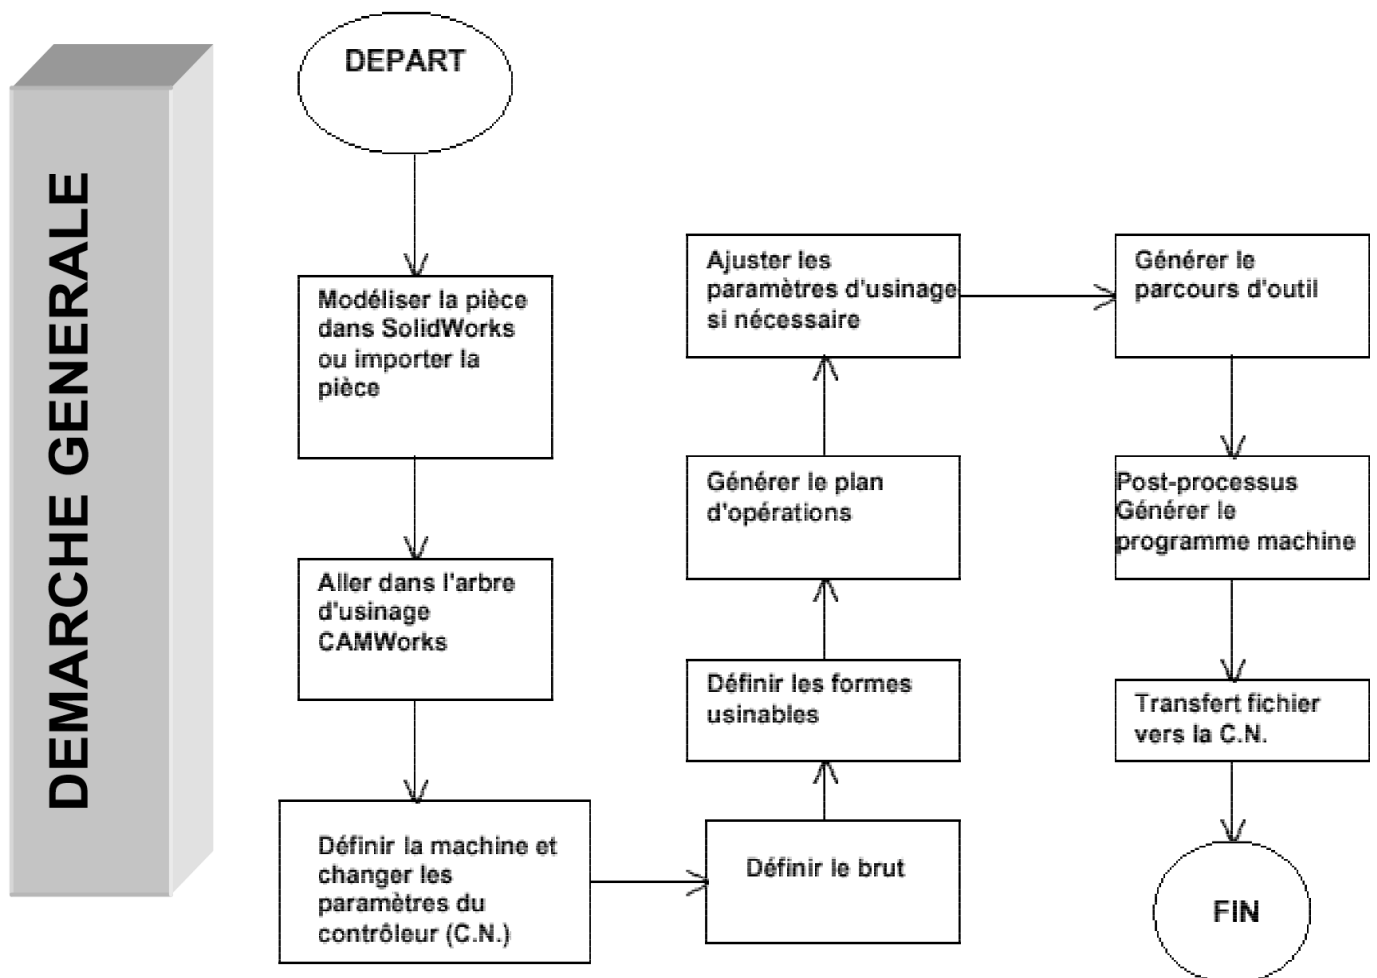 DEMARCHE GENERALE
DEPART
Modéliser la pièce
dans SolidWorks
ou importer la
pièce
Aller dans l'arbre
d'usinage
CAMWorks
Définir la machine et
changer les
paramètres du
contrôleur (C.N.)
Définir le brut
Définir les formes
usinables
Générer le plan
d'opérations
Ajuster les
paramètres d'usinage
si nécessaire
Générer le
parcours d'outil
Post-processus
Générer le
programme machine
Transfert fichier
vers la C.N.
FIN